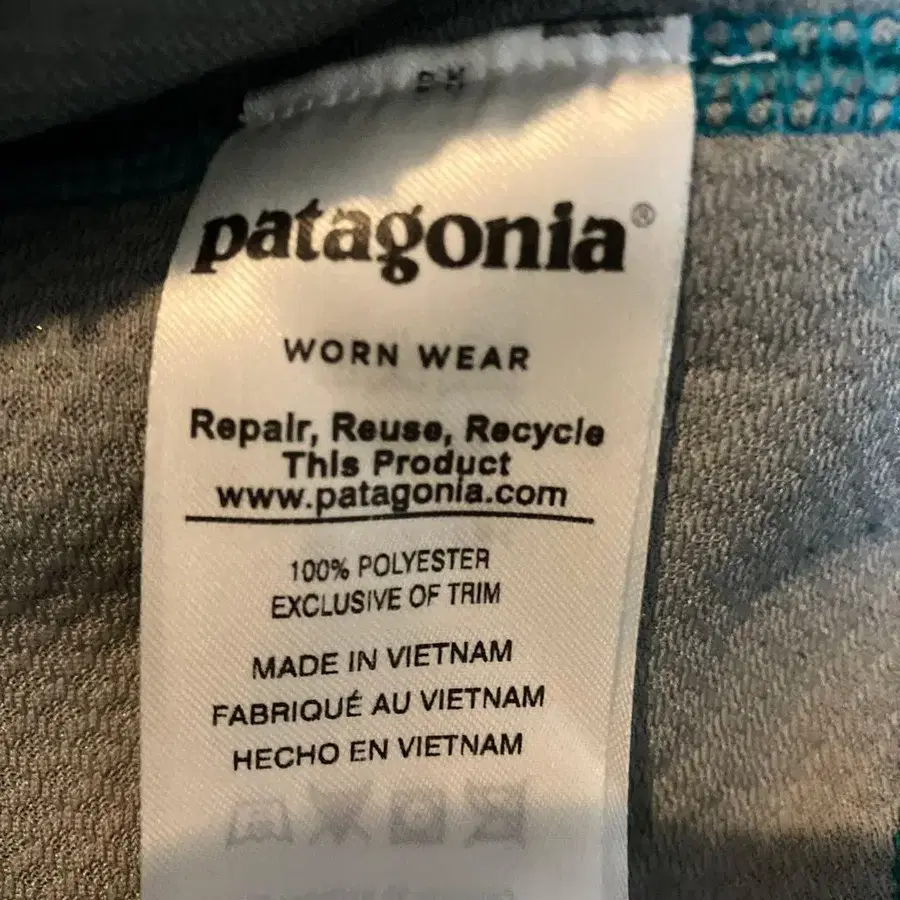 patagonia®
WORN WEAR
Repair, Reuse, Recycle
This Product
www.patagonia.com
100% POLYESTER
EXCLUSIVE OF TRIM
MADE IN VIETNAM
FABRIQUÉ AU VIETNAM
HECHO EN VIETNAM